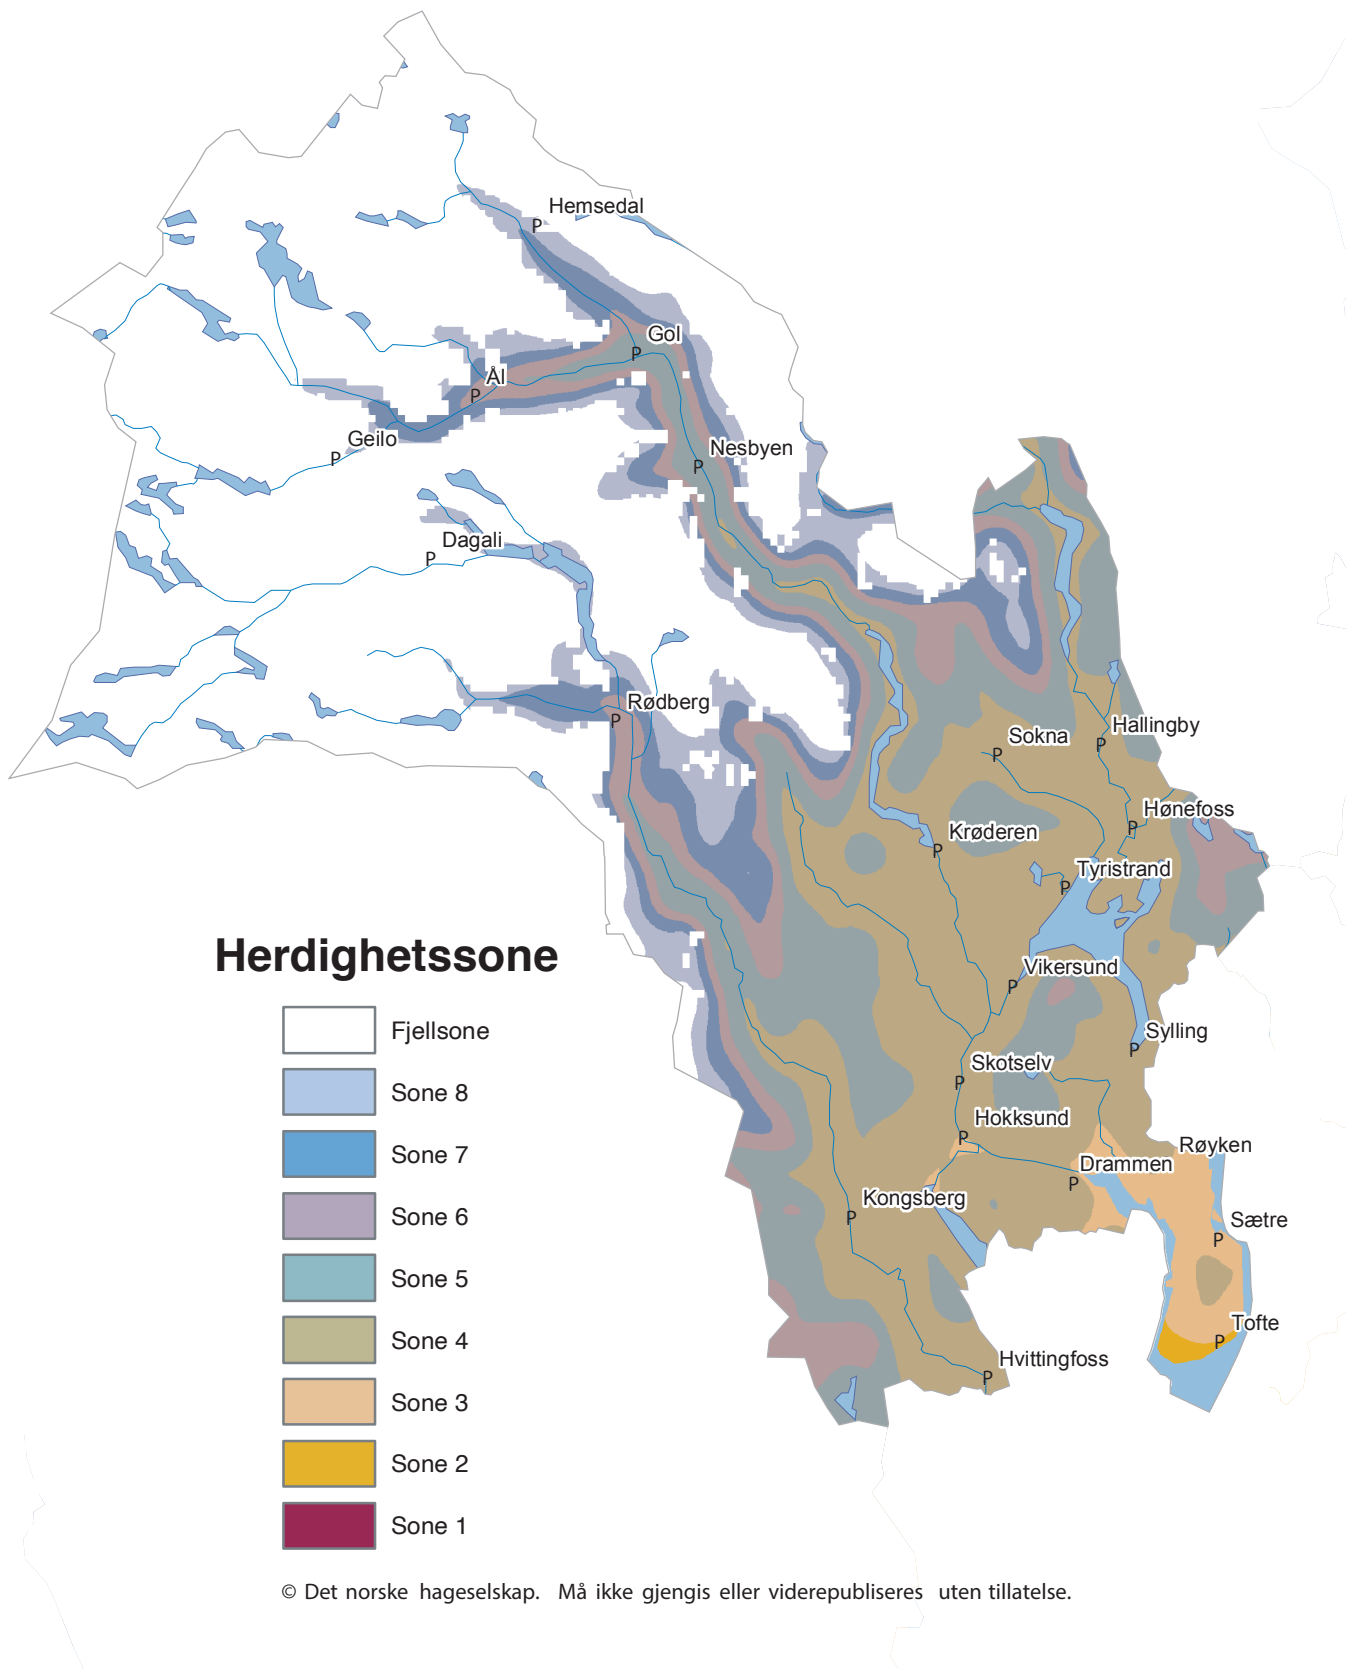 Hemsedal
P
Gol
P
Ål
P
Geilo
P
Nesbyen
P
Dagali
P
Rødberg
P
Sokna
P
Hallingby
P
Hønefoss
P
Krøderen
P
Tyristrand
P
Vikersund
P
Sylling
P
Skotselv
P
Hokksund
P
Røyken
Drammen
P
Kongsberg
P
Sætre
P
Tofte
P
Hvittingfoss
P
Herdighetssone
Fjellsone
Sone 8
Sone 7
Sone 6
Sone 5
Sone 4
Sone 3
Sone 2
Sone 1
© Det norske hageselskap. Må ikke gjengis eller viderepubliseres uten tillatelse.